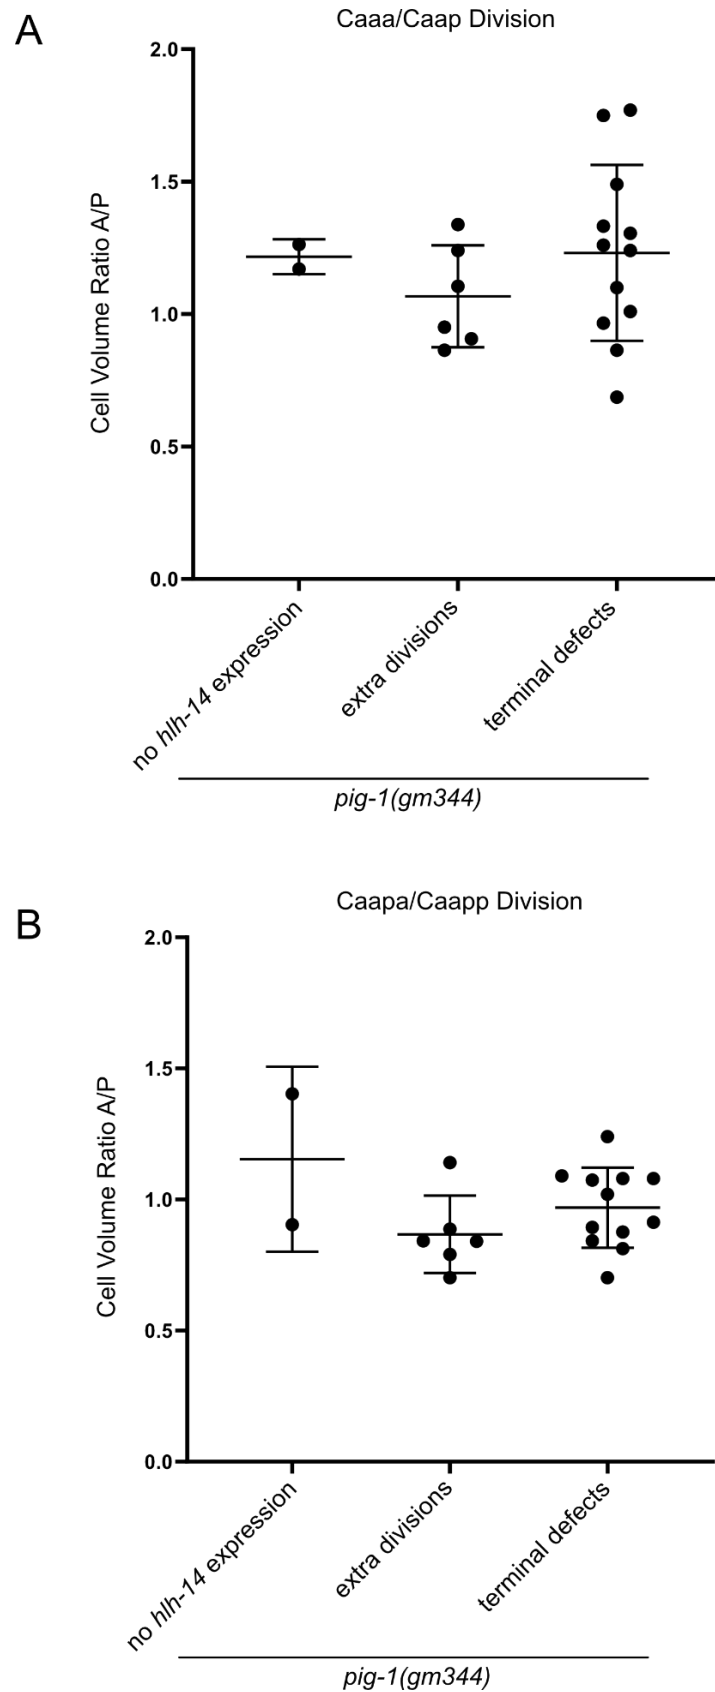 A
Caaa/Caap Division
Cell Volume Ratio A/P
2.0
1.5
1.0
0.5
0.0
no hlh-14 expression
extra divisions
terminal defects
pig-1(gm344)
B
Caapa/Caapp Division
Cell Volume Ratio A/P
2.0
1.5
1.0
0.5
0.0
no hlh-14 expression
extra divisions
terminal defects
pig-1(gm344)